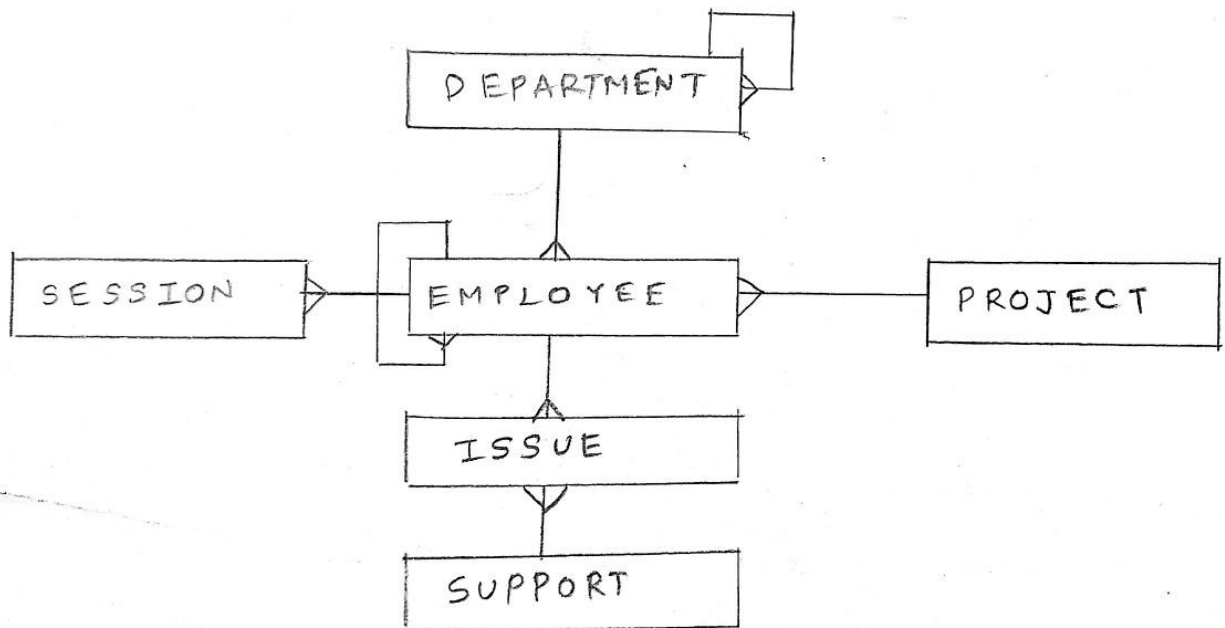 DEPARTMENT
SESSION
EMPLOYEE
PROJECT
ISSUE
SUPPORT